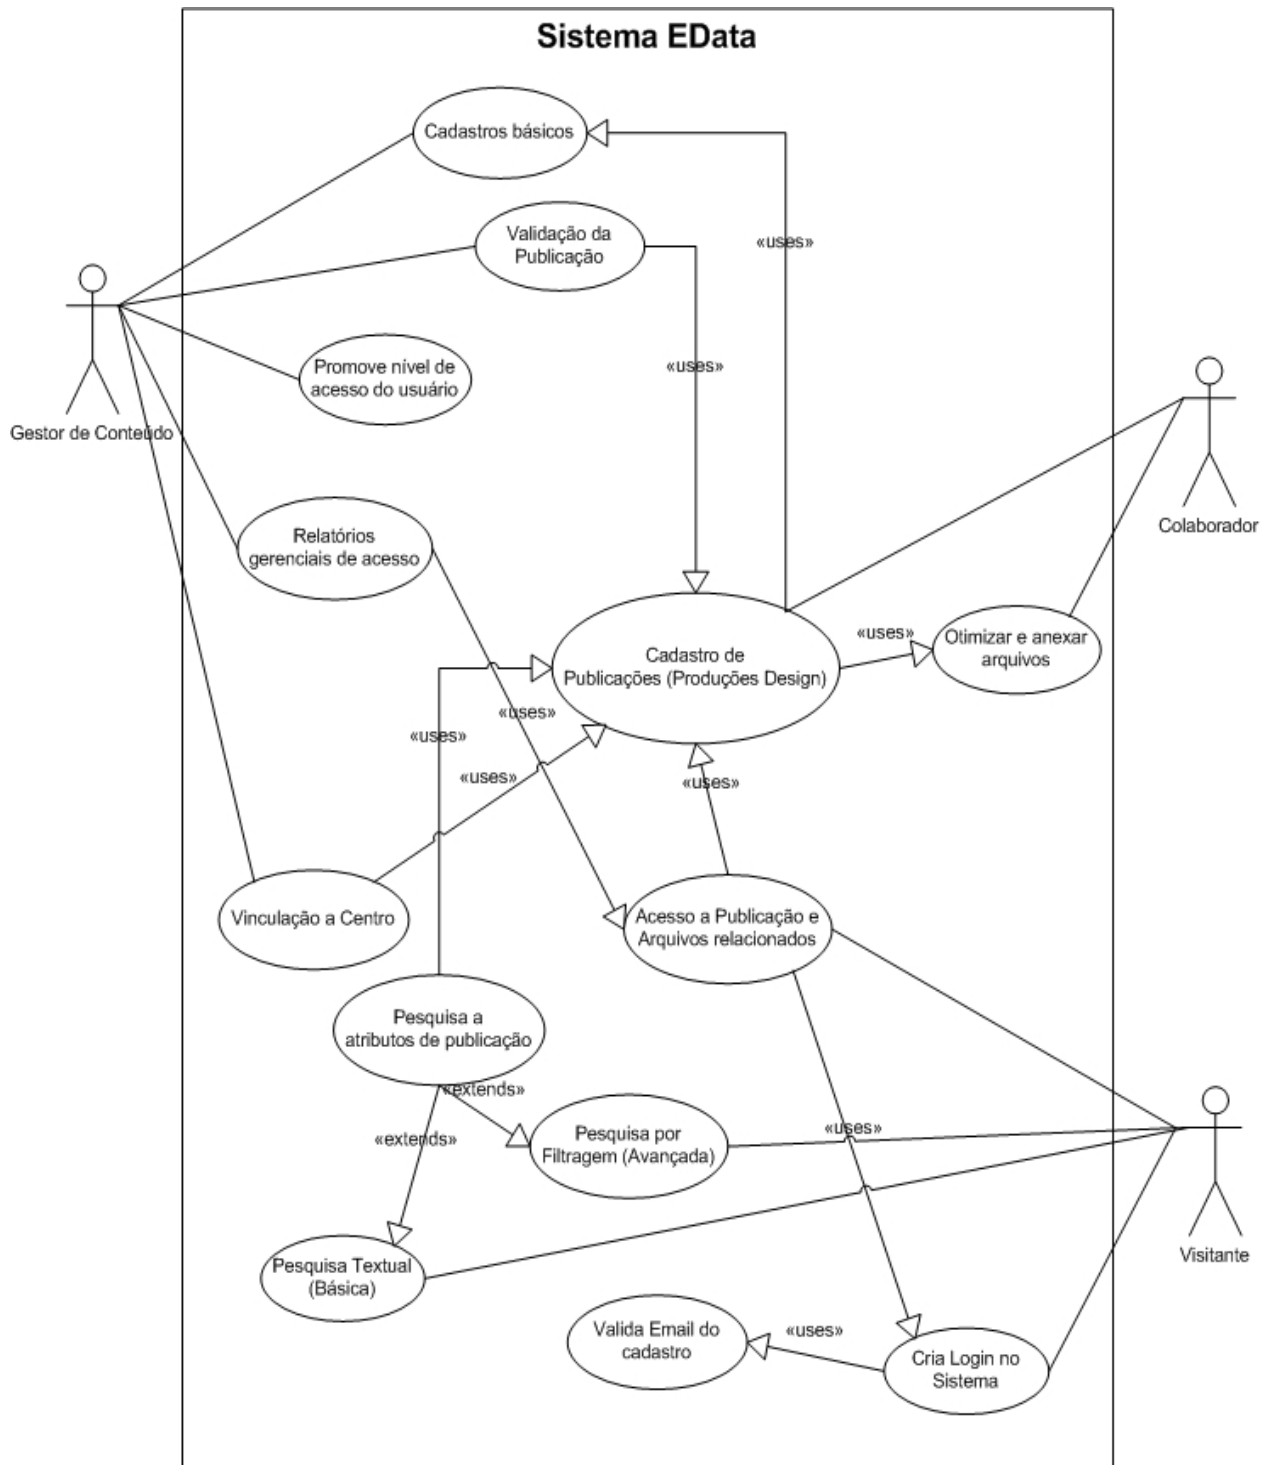 Sistema EData
Cadastros básicos
«uses»
Validação da
Publicação
«uses»
Promove nível de
acesso do usuário
Gestor de Conteúdo
Colaborador
Relatórios
gerenciais de acesso
«uses»
Otimizar e anexar
arquivos
Cadastro de
Publicações (Produções Design)
«uses»
«uses»
«uses»
«uses»
Vinculação a Centro
Acesso a Publicação e
Arquivos relacionados
Pesquisa a
atributos de publicação
«extends»
«extends»
Pesquisa por
Filtragem (Avançada)
«uses»
Visitante
Pesquisa Textual
(Básica)
Valida Email do
cadastro
«uses»
Cria Login no
Sistema